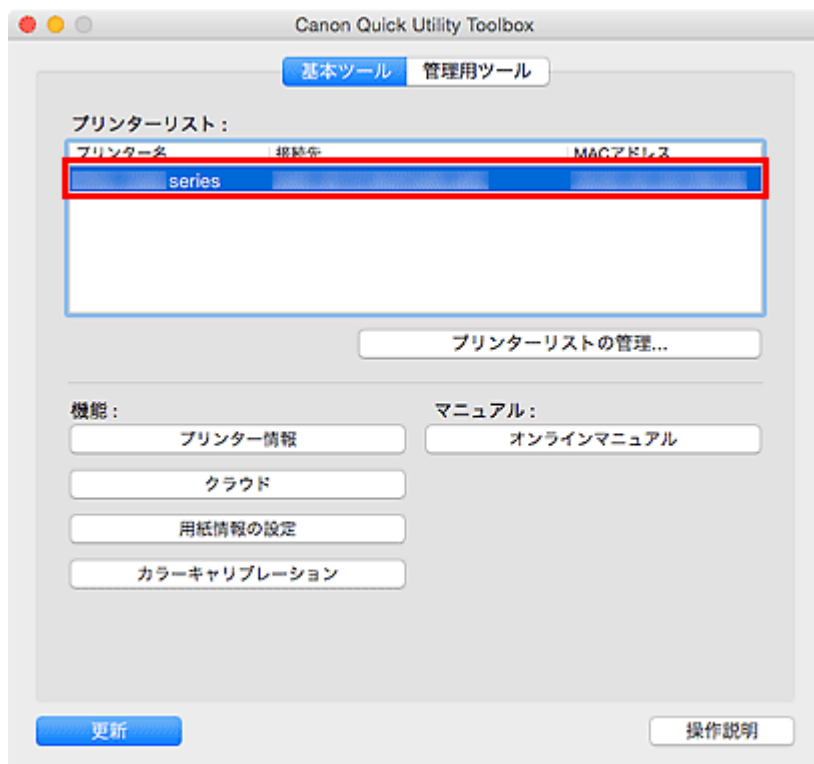 Canon Quick Utility Toolbox
基本ツール 管理用ツール
プリンターリスト：
プリンター名 接続先 MACアドレス
series
プリンターリストの管理...
機能： マニュアル：
プリンター情報 オンラインマニュアル
クラウド
用紙情報の設定
カラーキャリブレーション
更新 操作説明